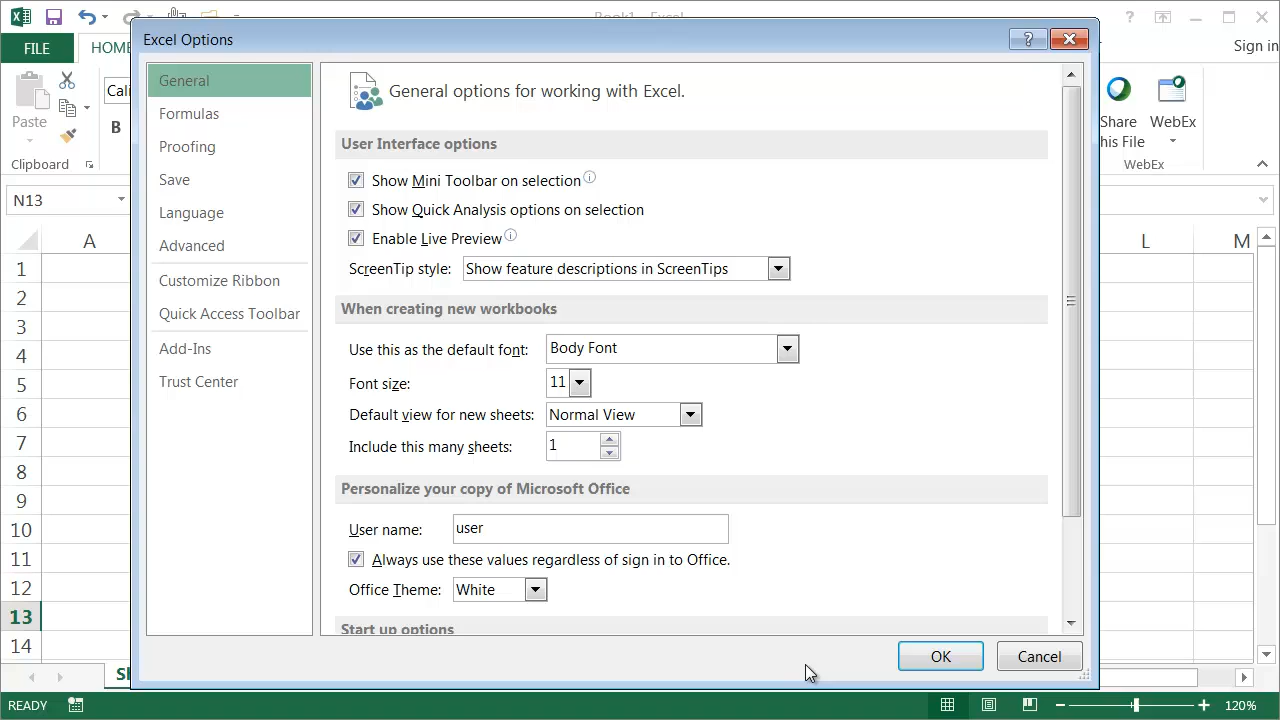 Book1 - Excel
Excel Options
FILE
HOME
Sign in
Paste
Cali
B
Clipboard
Share
his File
WebEx
WebEx
N13
A
L
M
1
2
3
4
5
6
7
8
9
10
11
12
13
14
General
Formulas
Proofing
Save
Language
Advanced
Customize Ribbon
Quick Access Toolbar
Add-Ins
Trust Center
General options for working with Excel.
User Interface options
Show Mini Toolbar on selection
Show Quick Analysis options on selection
Enable Live Preview
ScreenTip style: Show feature descriptions in ScreenTips
When creating new workbooks
Use this as the default font: Body Font
Font size: 11
Default view for new sheets: Normal View
Include this many sheets: 1
Personalize your copy of Microsoft Office
User name: user
Always use these values regardless of sign in to Office.
Office Theme: White
Start up options
OK
Cancel
READY
120%